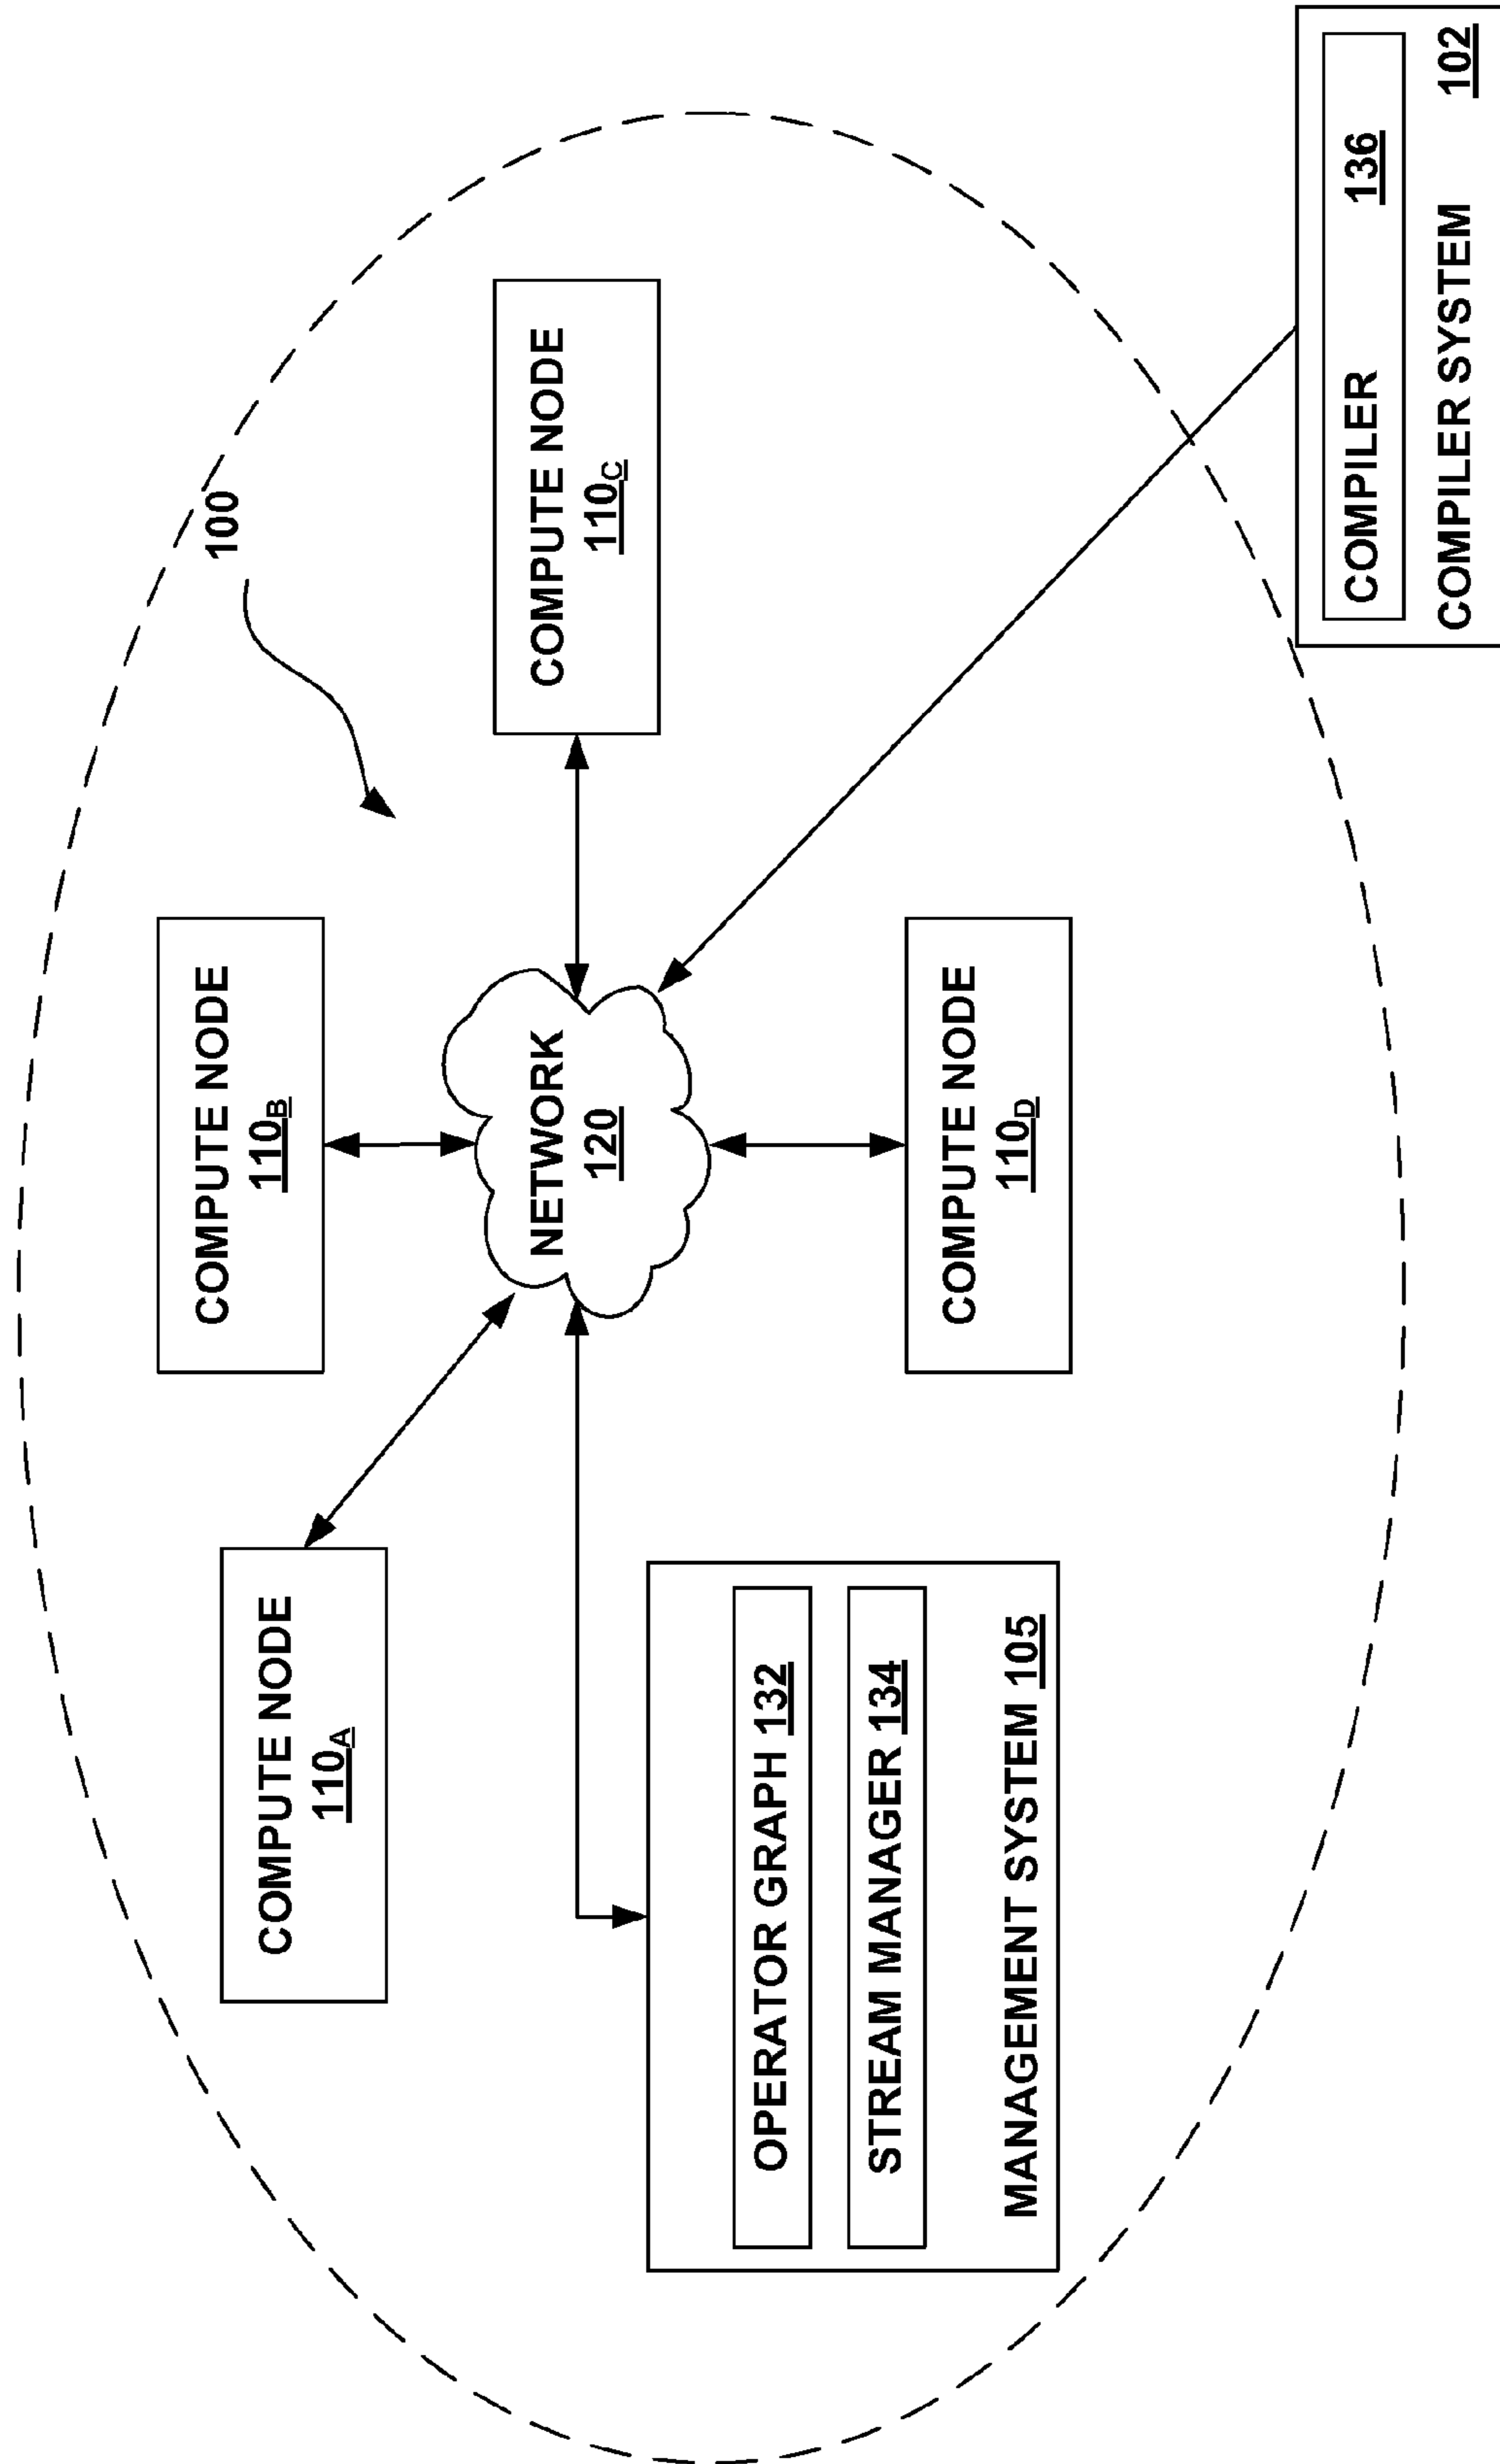 100
COMPUTE NODE
110B
COMPUTE NODE
110A
COMPUTE NODE
110C
NETWORK
120
OPERATOR GRAPH 132
STREAM MANAGER 134
MANAGEMENT SYSTEM 105
COMPUTE NODE
110D
COMPILER 136
COMPILER SYSTEM 102